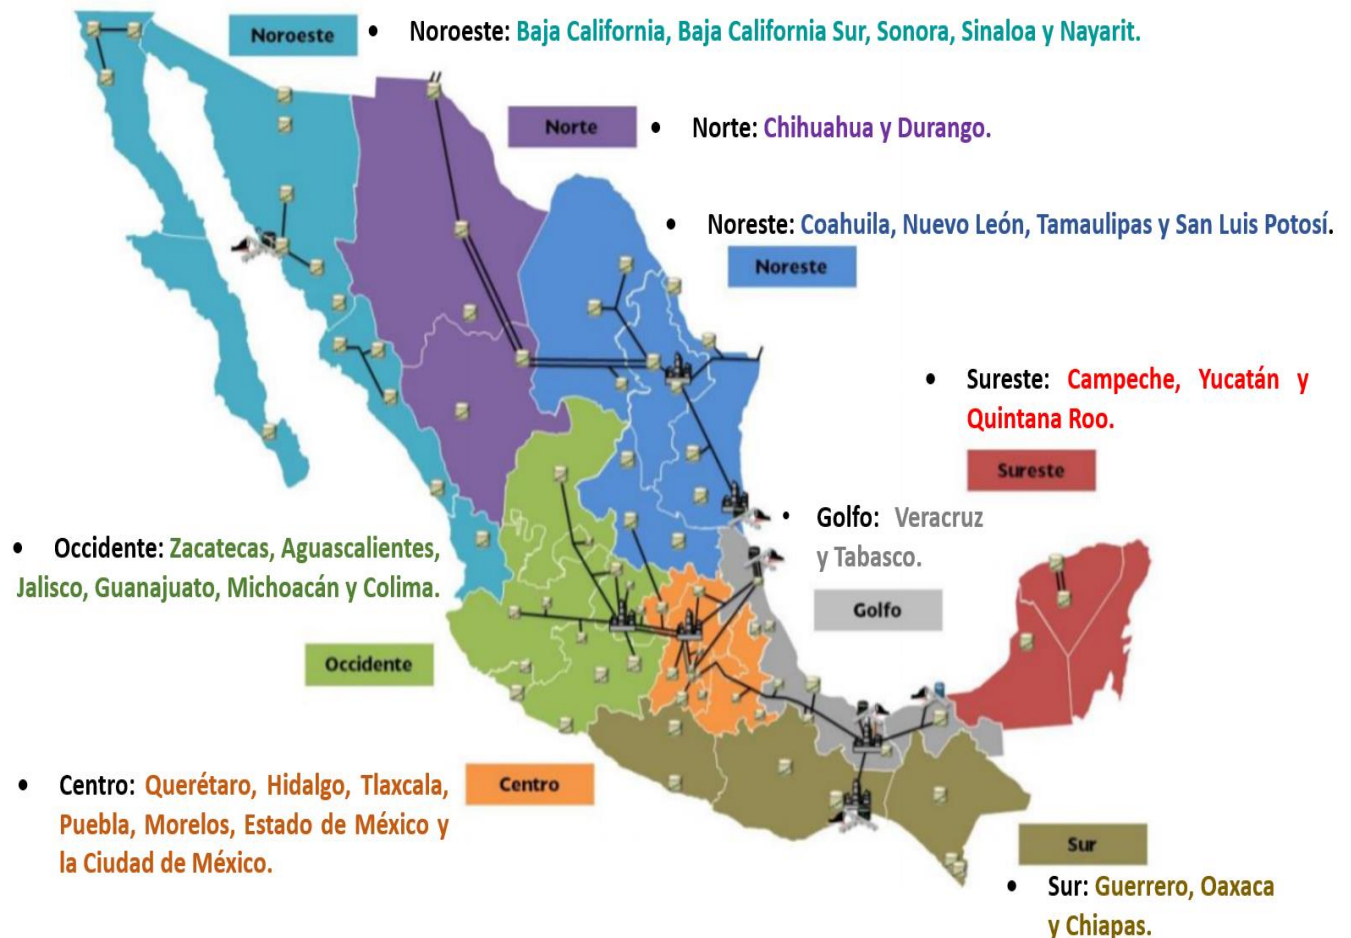 Noroeste
• Noroeste: Baja California, Baja California Sur, Sonora, Sinaloa y Nayarit.
Norte
• Norte: Chihuahua y Durango.
• Noreste: Coahuila, Nuevo León, Tamaulipas y San Luis Potosí.
Noreste
• Sureste: Campeche, Yucatán y
Quintana Roo.
Sureste
• Golfo: Veracruz
y Tabasco.
Golfo
• Occidente: Zacatecas, Aguascalientes,
Jalisco, Guanajuato, Michoacán y Colima.
Occidente
• Centro: Querétaro, Hidalgo, Tlaxcala,
Puebla, Morelos, Estado de México y
la Ciudad de México.
Centro
Sur
• Sur: Guerrero, Oaxaca
y Chiapas.